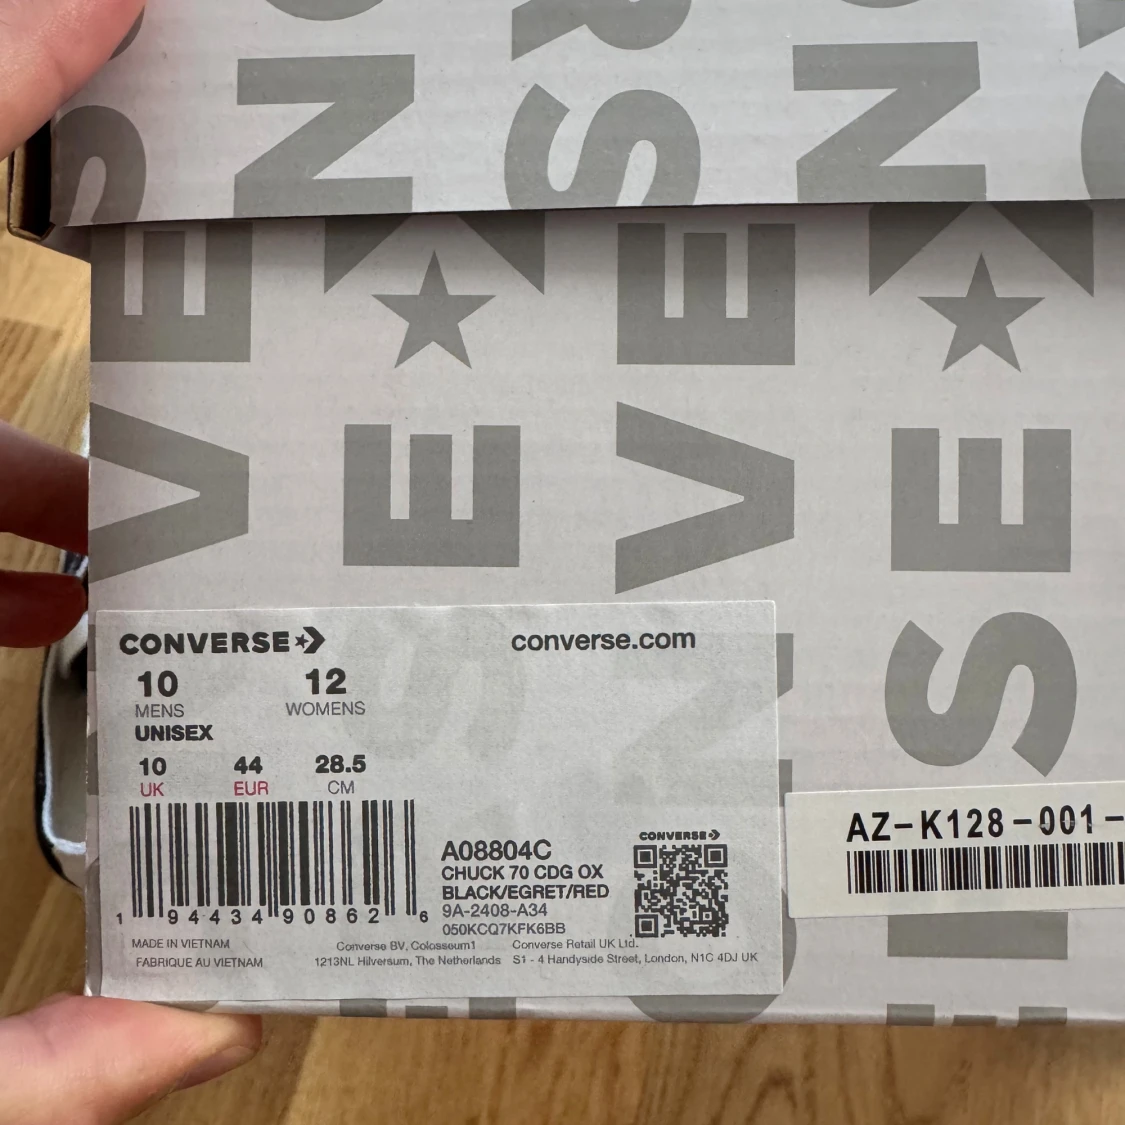 CONVERSE
converse.com
10 12
MENS WOMENS
UNISEX
10 44 28.5
UK EUR CM
1 94434 90862 6
CONVERSE
A08804C
CHUCK 70 CDG OX
BLACK/EGRET/RED
9A-2408-A34
050KCQ7KFK6BB
MADE IN VIETNAM
FABRIQUE AU VIETNAM
Converse BV, Colosseum1
1213NL Hilversum, The Netherlands
Converse Retail UK Ltd.
S1 - 4 Handyside Street, London, N1C 4DJ UK
AZ-K128-001-